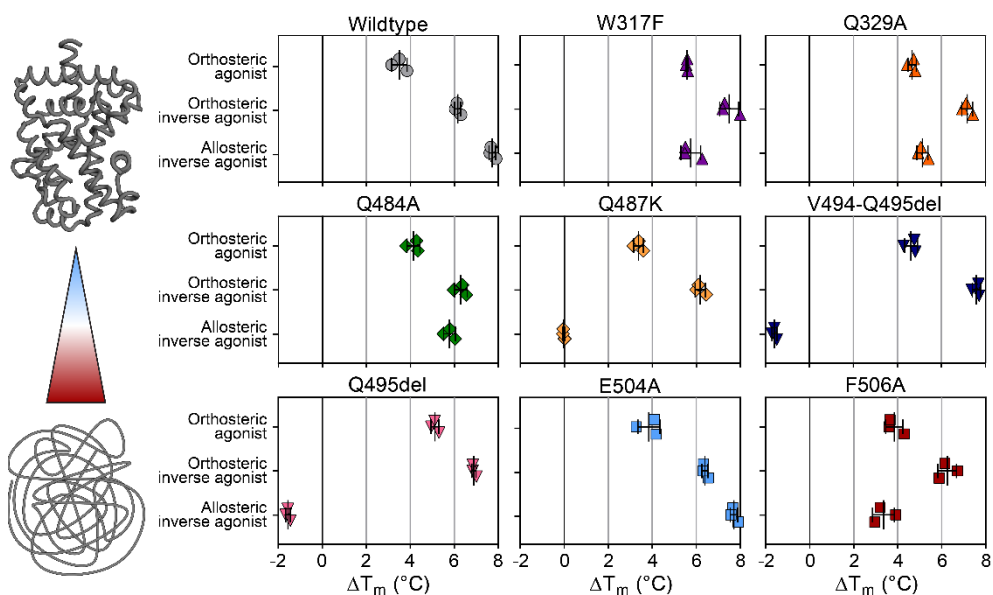 Wildtype
W317F
Q329A
Orthosteric
agonist
Orthosteric
inverse agonist
Allosteric
inverse agonist
Q484A
Q487K
V494-Q495del
Orthosteric
agonist
Orthosteric
inverse agonist
Allosteric
inverse agonist
Q495del
E504A
F506A
Orthosteric
agonist
Orthosteric
inverse agonist
Allosteric
inverse agonist
-2 0 2 4 6 8
-2 0 2 4 6 8
-2 0 2 4 6 8
ΔTm (°C)
ΔTm (°C)
ΔTm (°C)